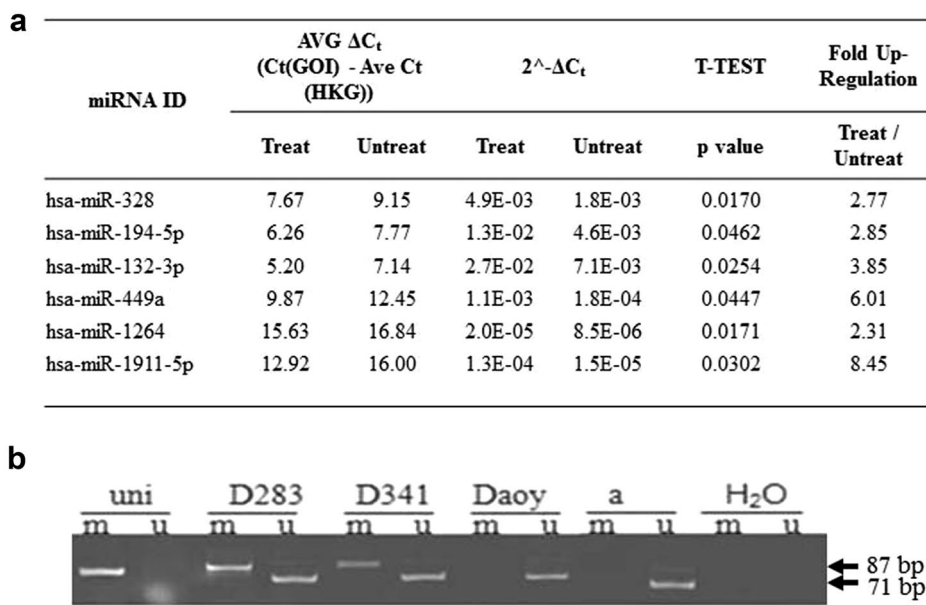 a
miRNA ID
AVG ΔCt
(Ct(GOI) - Ave Ct
(HKG))
2^-ΔCt
T-TEST
Fold Up-
Regulation
Treat Untreat Treat Untreat p value Treat /
Untreat
hsa-miR-328 7.67 9.15 4.9E-03 1.8E-03 0.0170 2.77
hsa-miR-194-5p 6.26 7.77 1.3E-02 4.6E-03 0.0462 2.85
hsa-miR-132-3p 5.20 7.14 2.7E-02 7.1E-03 0.0254 3.85
hsa-miR-449a 9.87 12.45 1.1E-03 1.8E-04 0.0447 6.01
hsa-miR-1264 15.63 16.84 2.0E-05 8.5E-06 0.0171 2.31
hsa-miR-1911-5p 12.92 16.00 1.3E-04 1.5E-05 0.0302 8.45
b
uni D283 D341 Daoy a H₂O
m u m u m u m u m u m u
87 bp
71 bp